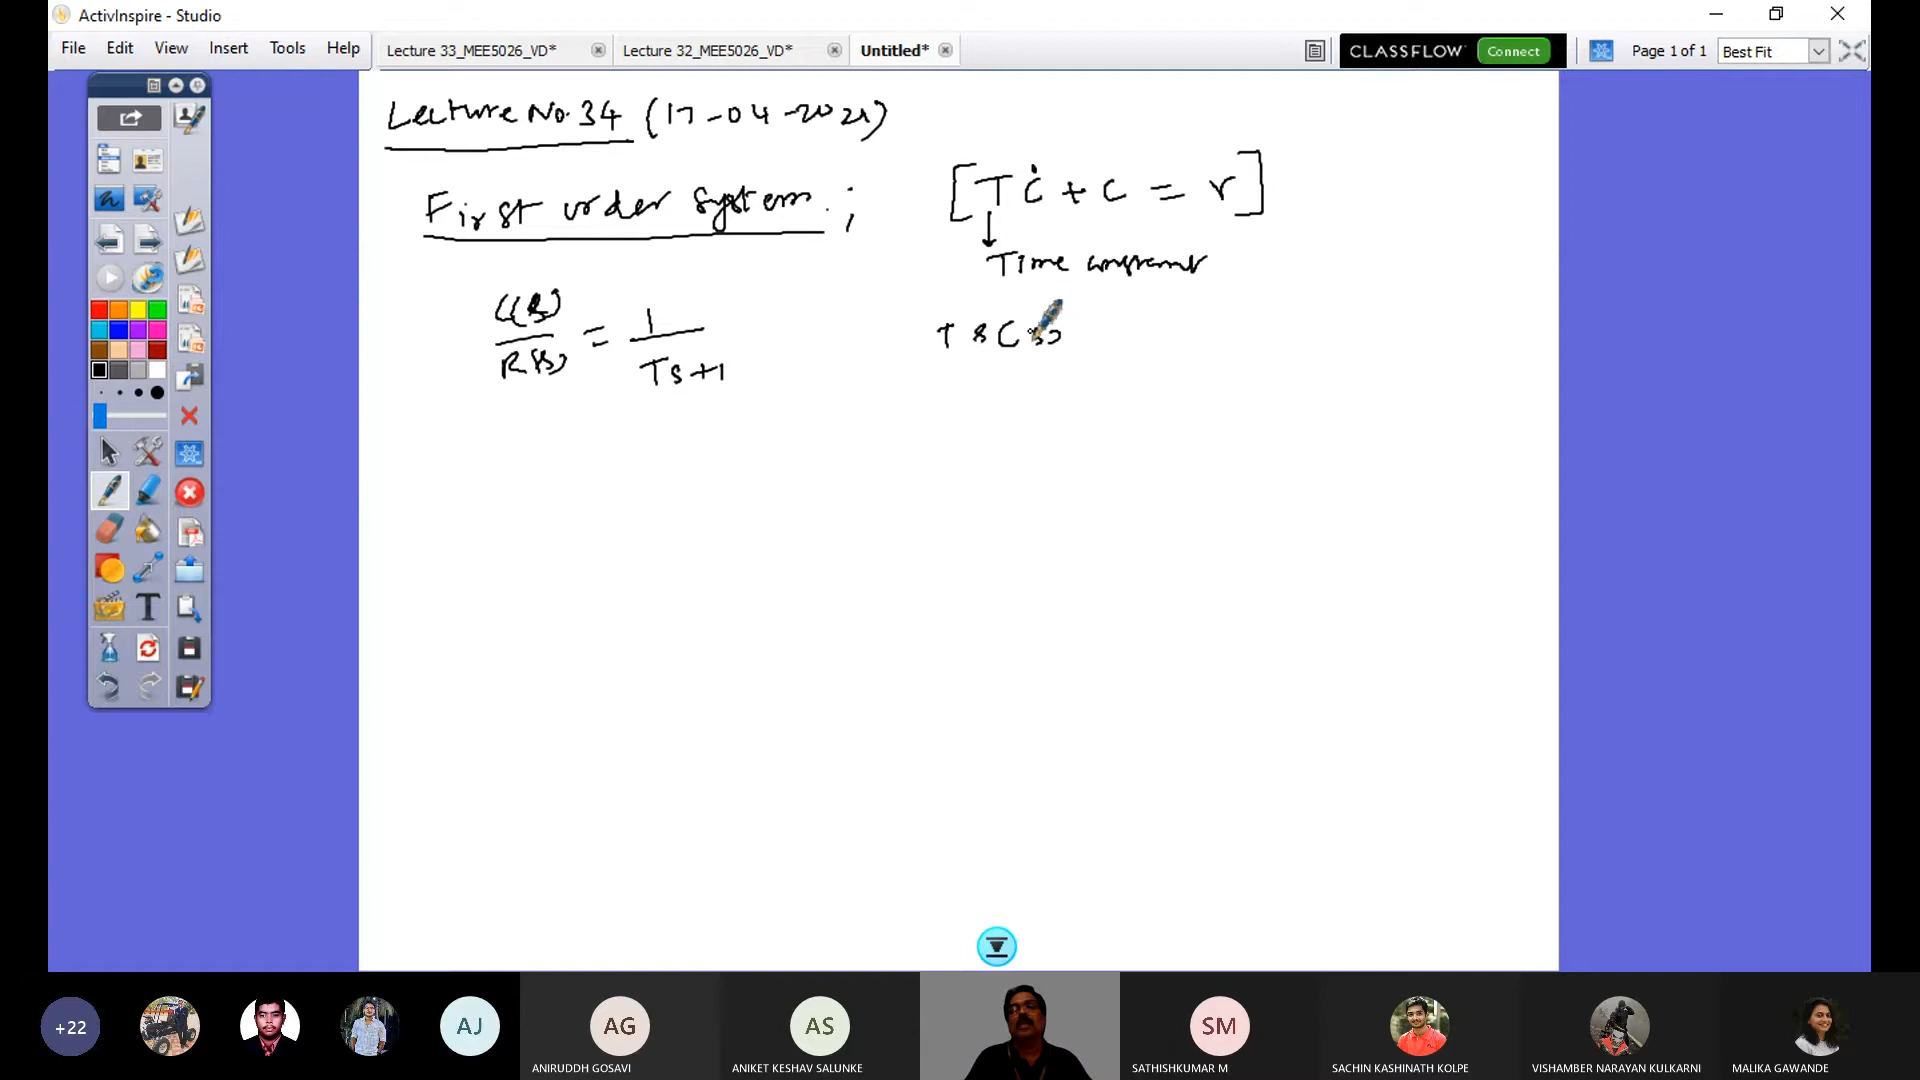 ActivInspire - Studio
File Edit View Insert Tools Help
Lecture 33_MEE5026_VD* Lecture 32_MEE5026_VD* Untitled*
CLASSFLOW Connect
Page 1 of 1 Best Fit
Lecture No. 34 (17-04-2021)
First order System :
[Tċ + c = r]
Time constant
C(s)/R(s) = 1/(Ts+1)
T s C(s)
T
+22
AJ
AG
ANIRUDDH GOSAVI
AS
ANIKET KESHAV SALUNKE
SM
SATHISHKUMAR M
SACHIN KASHINATH KOLPE
VISHAMBER NARAYAN KULKARNI
MALIKA GAWANDE